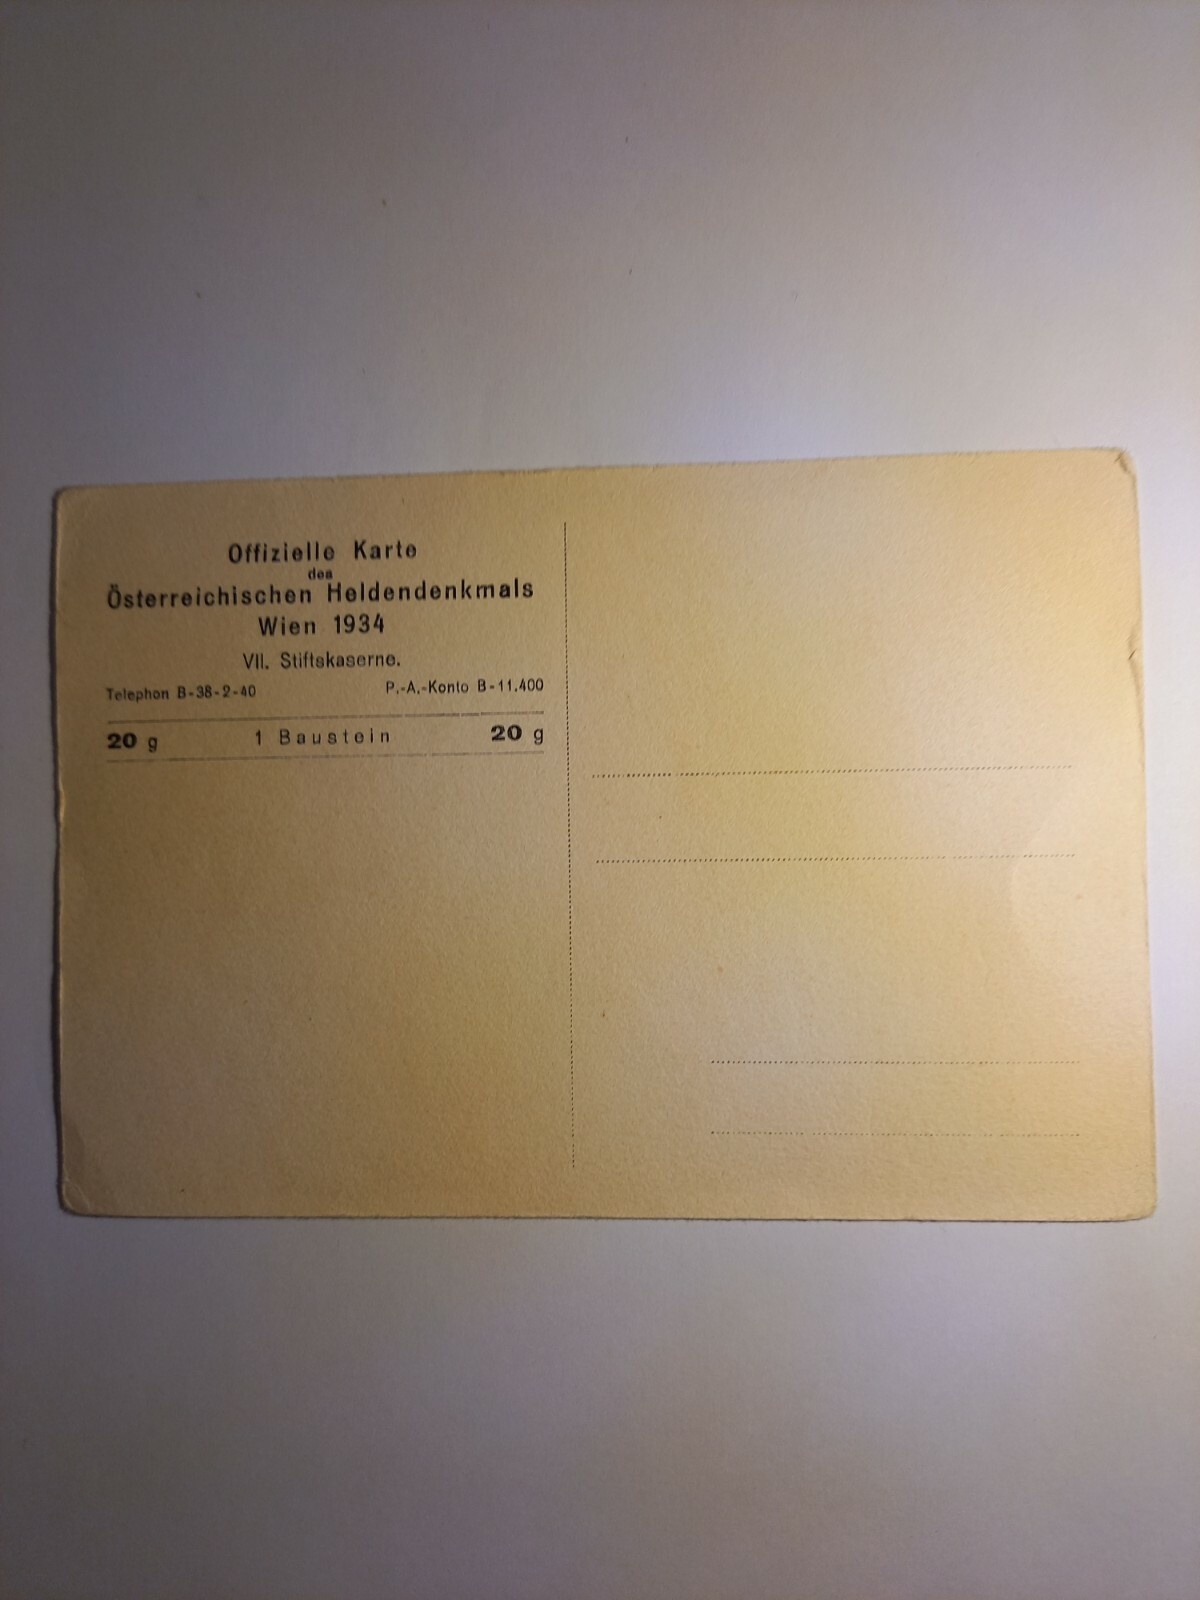 Offizielle Karte
des
Österreichischen Heldendenkmals
Wien 1934
VII. Stiftskaserne.
Telephon B-38-2-40 P.-A.-Konto B-11.400
20 g 1 Baustein 20 g